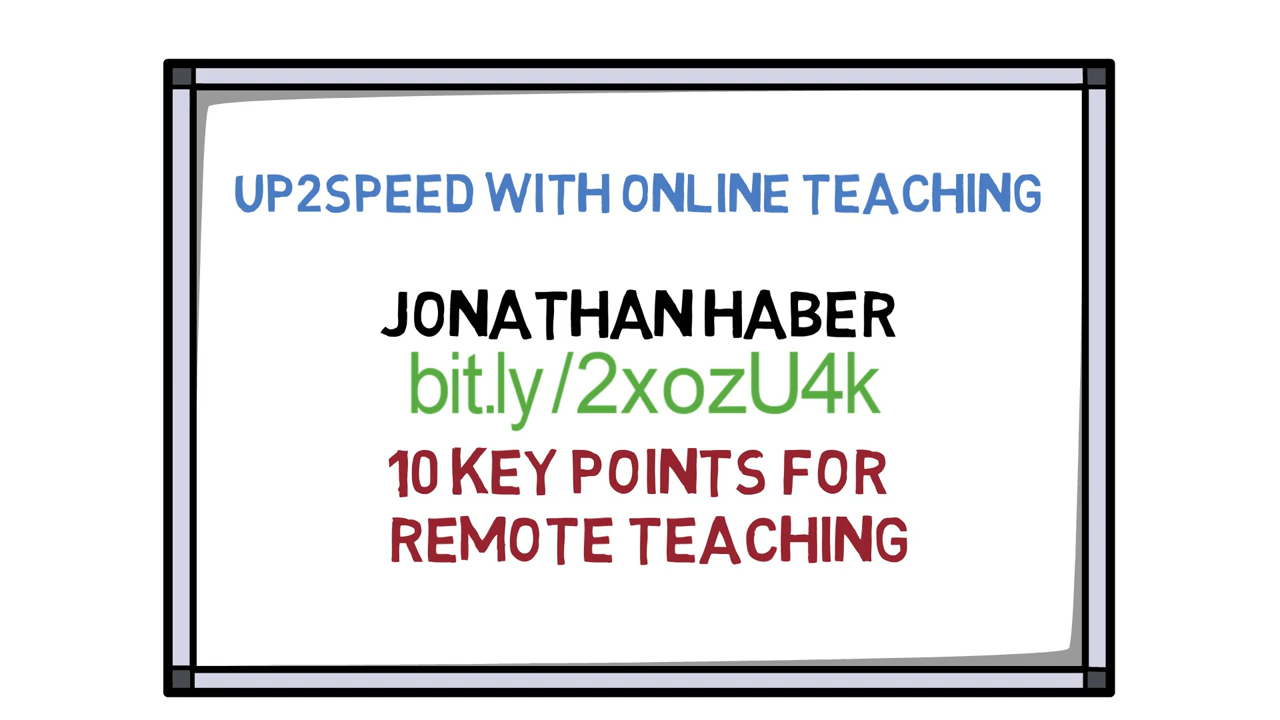 UP2SPEED WITH ONLINE TEACHING
JONATHAN HABER
bit.ly/2xozU4k
10 KEY POINTS FOR
REMOTE TEACHING